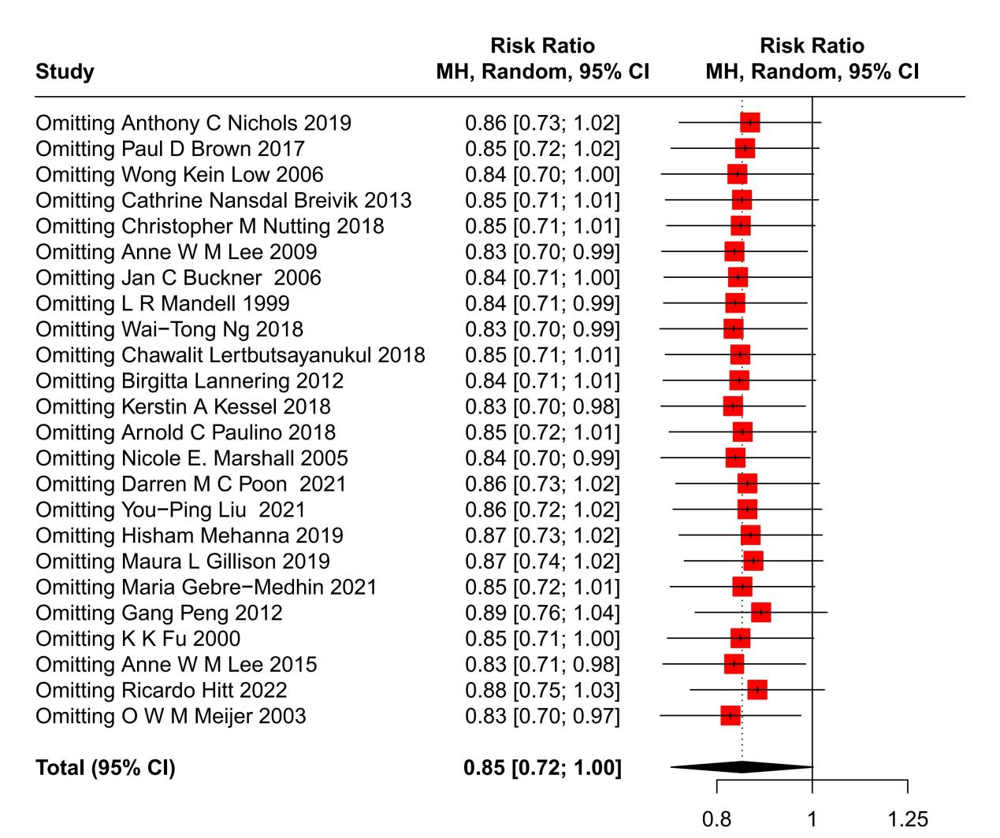 Risk Ratio Risk Ratio
Study MH, Random, 95% CI MH, Random, 95% CI
Omitting Anthony C Nichols 2019 0.86 [0.73; 1.02]
Omitting Paul D Brown 2017 0.85 [0.72; 1.02]
Omitting Wong Kein Low 2006 0.84 [0.70; 1.00]
Omitting Cathrine Nansdal Breivik 2013 0.85 [0.71; 1.01]
Omitting Christopher M Nutting 2018 0.85 [0.71; 1.01]
Omitting Anne W M Lee 2009 0.83 [0.70; 0.99]
Omitting Jan C Buckner 2006 0.84 [0.71; 1.00]
Omitting L R Mandell 1999 0.84 [0.71; 0.99]
Omitting Wai−Tong Ng 2018 0.83 [0.70; 0.99]
Omitting Chawalit Lertbutsayanukul 2018 0.85 [0.71; 1.01]
Omitting Birgitta Lannering 2012 0.84 [0.71; 1.01]
Omitting Kerstin A Kessel 2018 0.83 [0.70; 0.98]
Omitting Arnold C Paulino 2018 0.85 [0.72; 1.01]
Omitting Nicole E. Marshall 2005 0.84 [0.70; 0.99]
Omitting Darren M C Poon 2021 0.86 [0.73; 1.02]
Omitting You−Ping Liu 2021 0.86 [0.72; 1.02]
Omitting Hisham Mehanna 2019 0.87 [0.73; 1.02]
Omitting Maura L Gillison 2019 0.87 [0.74; 1.02]
Omitting Maria Gebre−Medhin 2021 0.85 [0.72; 1.01]
Omitting Gang Peng 2012 0.89 [0.76; 1.04]
Omitting K K Fu 2000 0.85 [0.71; 1.00]
Omitting Anne W M Lee 2015 0.83 [0.71; 0.98]
Omitting Ricardo Hitt 2022 0.88 [0.75; 1.03]
Omitting O W M Meijer 2003 0.83 [0.70; 0.97]
Total (95% CI) 0.85 [0.72; 1.00]
0.8 1 1.25